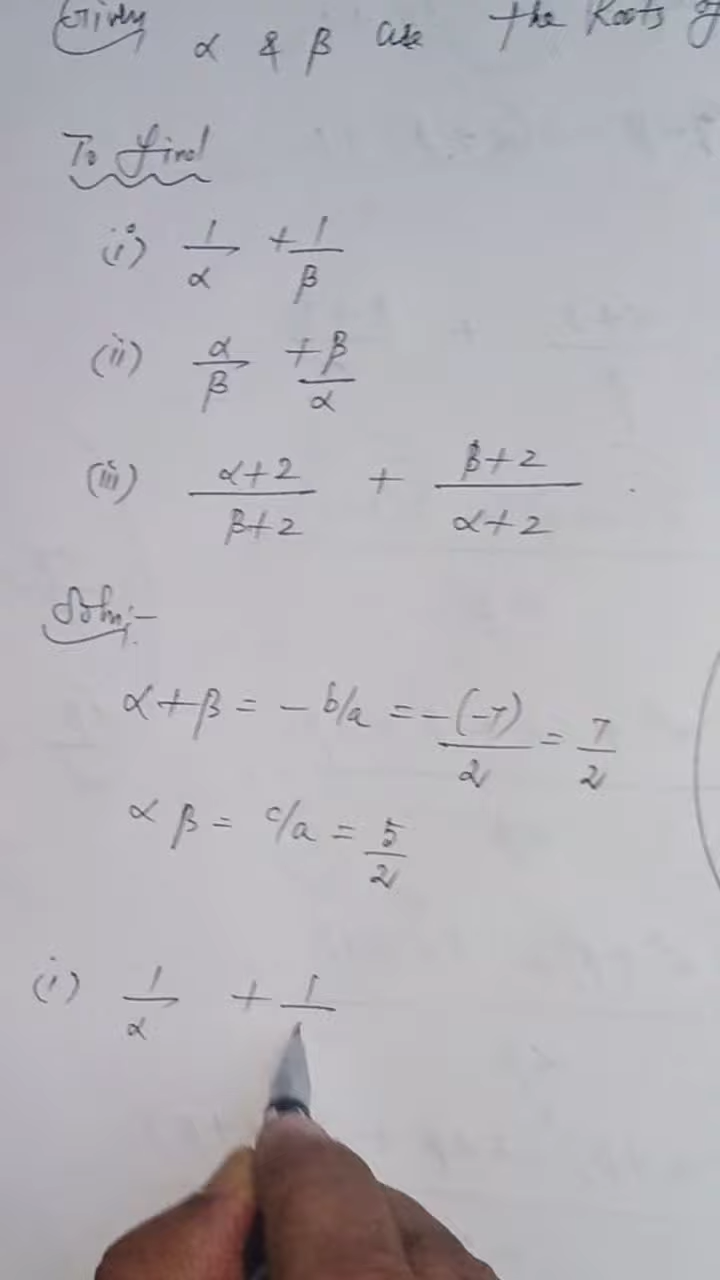 Given α & β are the Roots of
To find
(i) 1/α + 1/β
(ii) α/β + β/α
(iii) α+2/β+2 + β+2/α+2 .
Soln:-
α+β = -b/a = -(-7)/2 = 7/2
αβ = c/a = 5/2
(i) 1/α + 1/